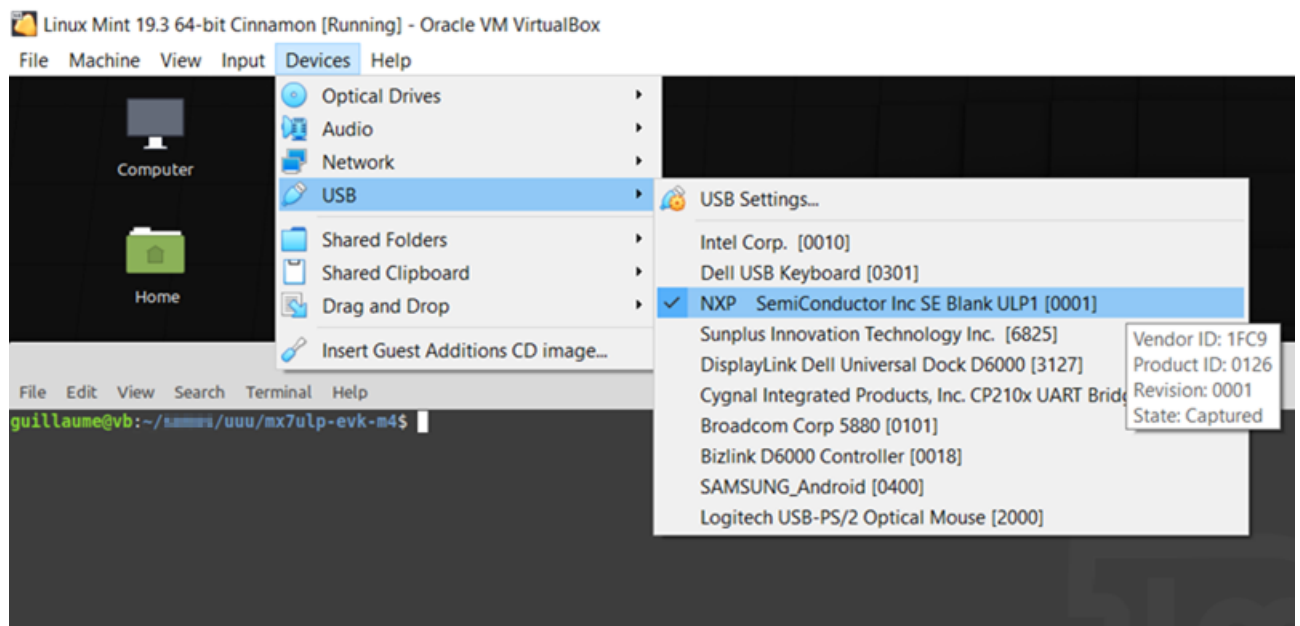 Linux Mint 19.3 64-bit Cinnamon [Running] - Oracle VM VirtualBox
File Machine View Input Devices Help
Optical Drives
Audio
Network
USB
Shared Folders
Shared Clipboard
Drag and Drop
Insert Guest Additions CD image...
Computer
Home
USB Settings...
Intel Corp. [0010]
Dell USB Keyboard [0301]
NXP SemiConductor Inc SE Blank ULP1 [0001]
Sunplus Innovation Technology Inc. [6825]
DisplayLink Dell Universal Dock D6000 [3127]
Cygnal Integrated Products, Inc. CP210x UART
Broadcom Corp 5880 [0101]
Bizlink D6000 Controller [0018]
SAMSUNG_Android [0400]
Logitech USB-PS/2 Optical Mouse [2000]
Vendor ID: 1FC9
Product ID: 0126
Revision: 0001
State: Captured
File Edit View Search Terminal Help
guillaume@vb:~/ /uuu/mx7ulp-evk-m4$